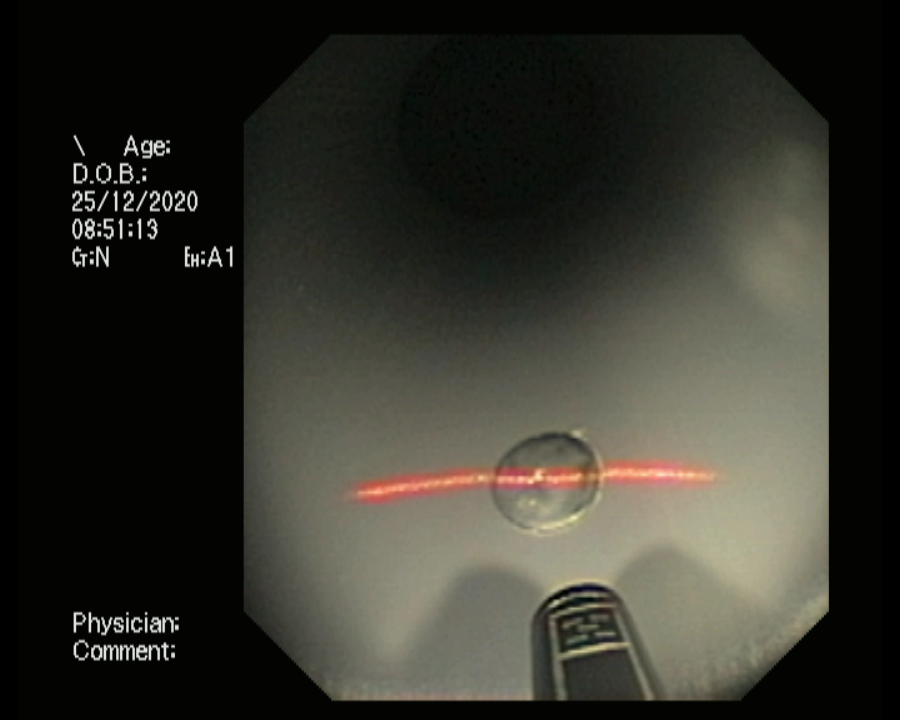 \ Age:
D.O.B.:
25/12/2020
08:51:13
Cr:N EH:A1
Physician:
Comment: